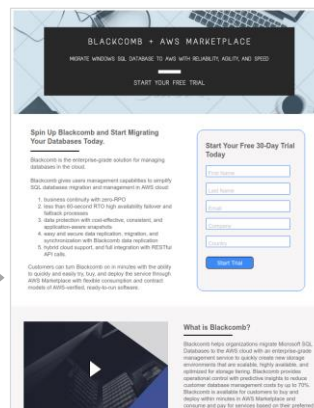 BLACKCOMB + AWS MARKETPLACE
MIGRATE WINDOWS SQL DATABASE TO AWS WITH RELIABILITY, AGILITY, AND SPEED
START YOUR FREE TRIAL
Spin Up Blackcomb and Start Migrating
Your Databases Today.
Blackcomb is the enterprise-grade solution for managing
databases in the cloud.
Blackcomb gives users management capabilities to simplify
SQL databases migration and management in AWS cloud:
1. business continuity with zero-RPO
2. less than 60-second RTO high availability failover and
fallback processes
3. data protection with cost-effective, consistent, and
application-aware snapshots
4. easy and secure data replication, migration, and
synchronization with Blackcomb data replication
5. hybrid cloud support, and full integration with RESTful
API calls.
Customers can turn Blackcomb on in minutes with the ability
to quickly and easily try, buy, and deploy the service through
AWS Marketplace with flexible consumption and contract
models of AWS-verified, ready-to-run software.
Start Your Free 30-Day Trial
Today
First Name
Last Name
Email
Company
Country
Start Trial
What is Blackcomb?
Blackcomb helps organizations migrate Microsoft SQL
Databases to the AWS cloud with an enterprise-grade
management service to quickly create new storage
environments that are scalable, highly available, and
optimized for storage tiering. Blackcomb provides
operational control with predictive insights to reduce
customer database management costs by up to 70%.
Blackcomb is available for customers to buy and
deploy within minutes in AWS Marketplace and
consume and pay for services based on their preferred